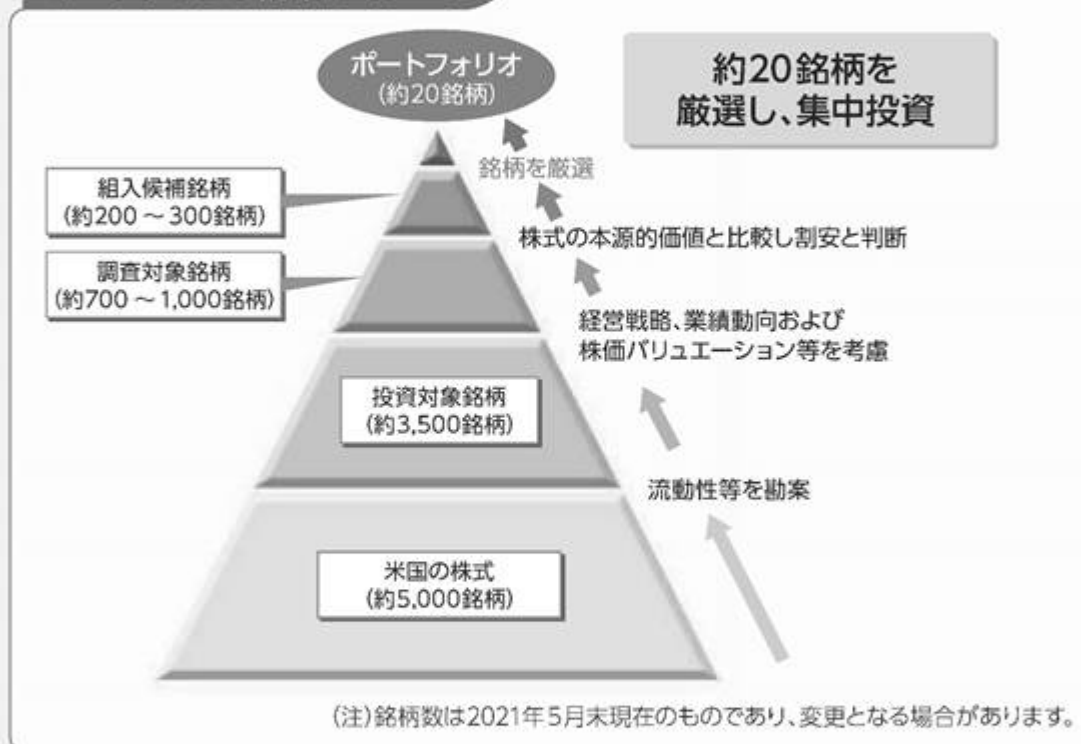 ポートフォリオ
(約20銘柄)
約20銘柄を
厳選し、集中投資
銘柄を厳選
組入候補銘柄
(約200～300銘柄)
株式の本源的価値と比較し割安と判断
調査対象銘柄
(約700～1,000銘柄)
経営戦略、業績動向および
株価バリュエーション等を考慮
投資対象銘柄
(約3,500銘柄)
流動性等を勘案
米国の株式
(約5,000銘柄)
(注)銘柄数は2021年5月末現在のものであり、変更となる場合があります。